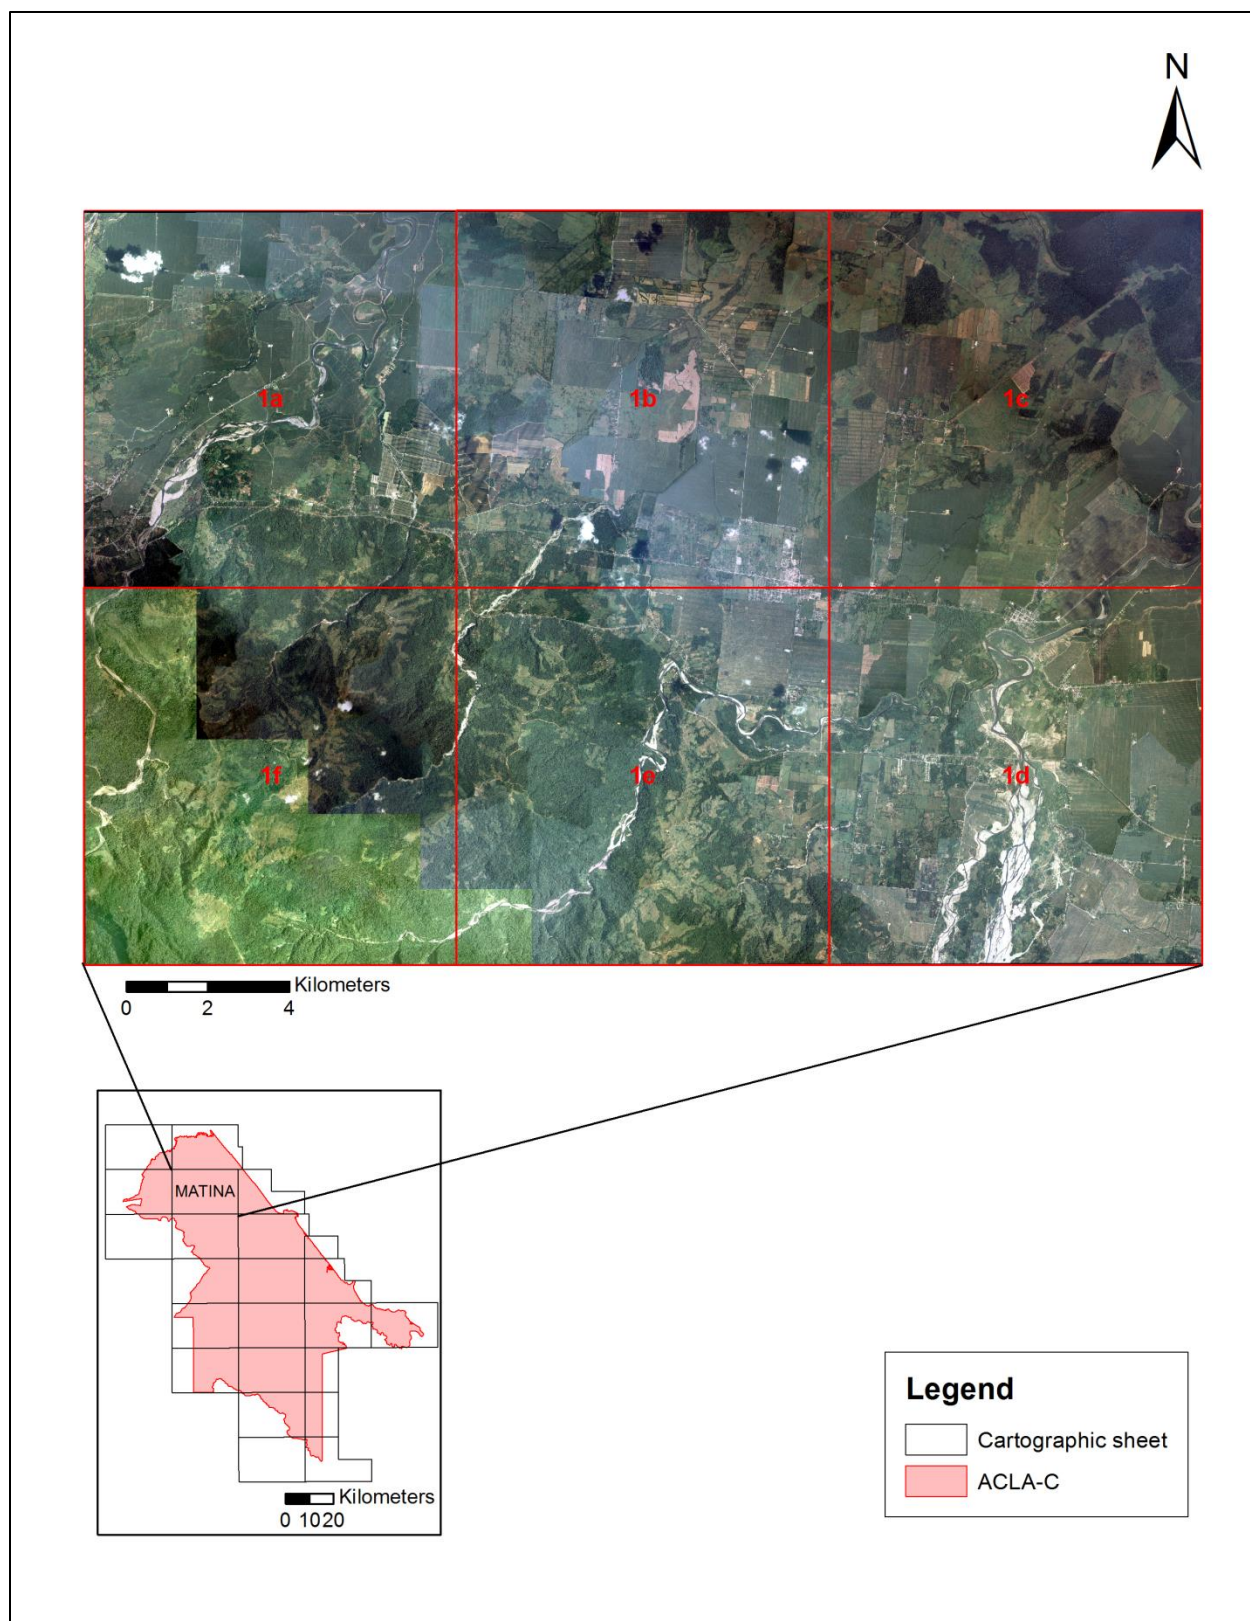 N
1a
1b
1c
1f
1e
1d
Kilometers
0 2 4
MATINA
Kilometers
0 1020
Legend
Cartographic sheet
ACLA-C